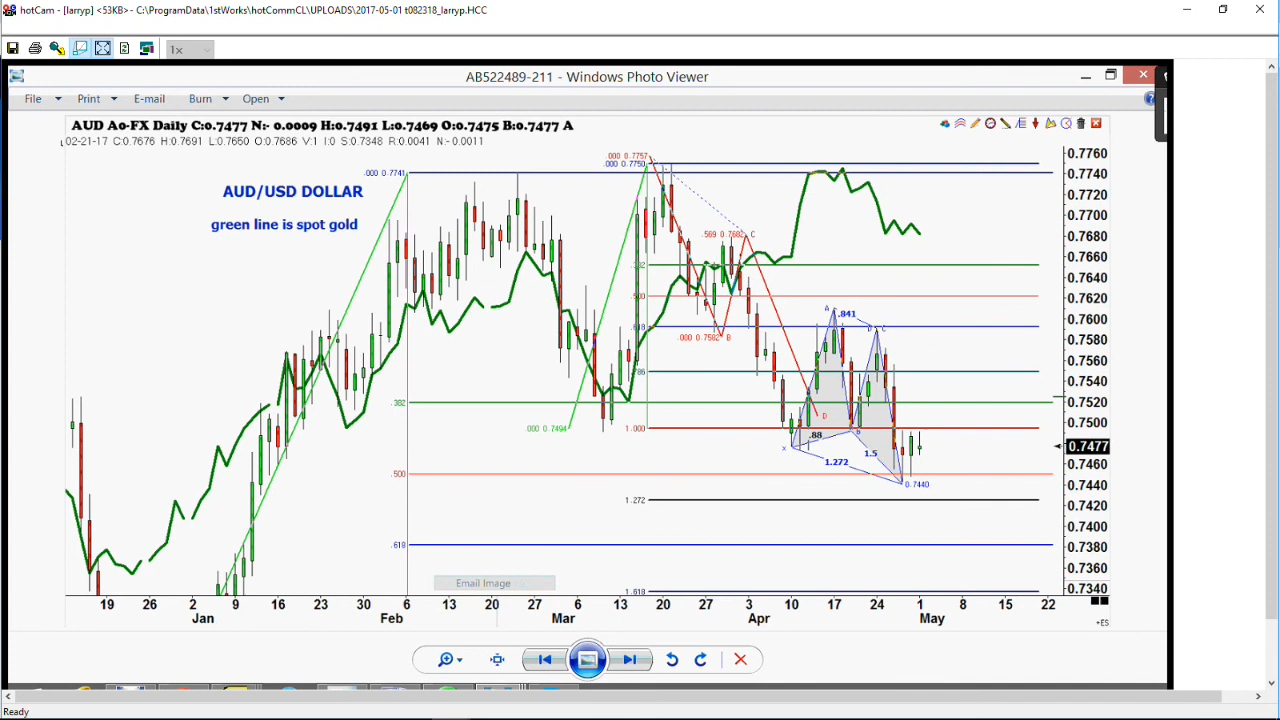 hotCam - [larryp] <53KB> - C:\ProgramData\1stWorks\hotCommCL\UPLOADS\2017-05-01 t082318_larryp.HCC
1x
AB522489-211 - Windows Photo Viewer
File Print E-mail Burn Open
AUD A0-FX Daily C:0.7477 N:- 0.0009 H:0.7491 L:0.7469 O:0.7475 B:0.7477 A
02-21-17 C:0.7676 H:0.7691 L:0.7650 O:0.7686 V:1 I:0 S:0.7348 R:0.0041 N:-0.0011
AUD/USD DOLLAR
green line is spot gold
.000 0.7741
.000 0.7757
.000 0.7750
.569 0.7682 C
.382
.500
.618
.000 0.7582 B
.786
1.000
1.272
1.618
.382
.000 0.7494
.500
.618
A
.841
C
D
B
.88
X
1.5
1.272
0.7440
0.7760
0.7740
0.7720
0.7700
0.7680
0.7660
0.7640
0.7620
0.7600
0.7580
0.7560
0.7540
0.7520
0.7500
0.7477
0.7460
0.7440
0.7420
0.7400
0.7380
0.7360
0.7340
Email Image
19 26 2 9 16 23 30 6 13 20 27 6 13 20 27 3 10 17 24 1 8 15 22
Jan Feb Mar Apr May
+ES
Ready